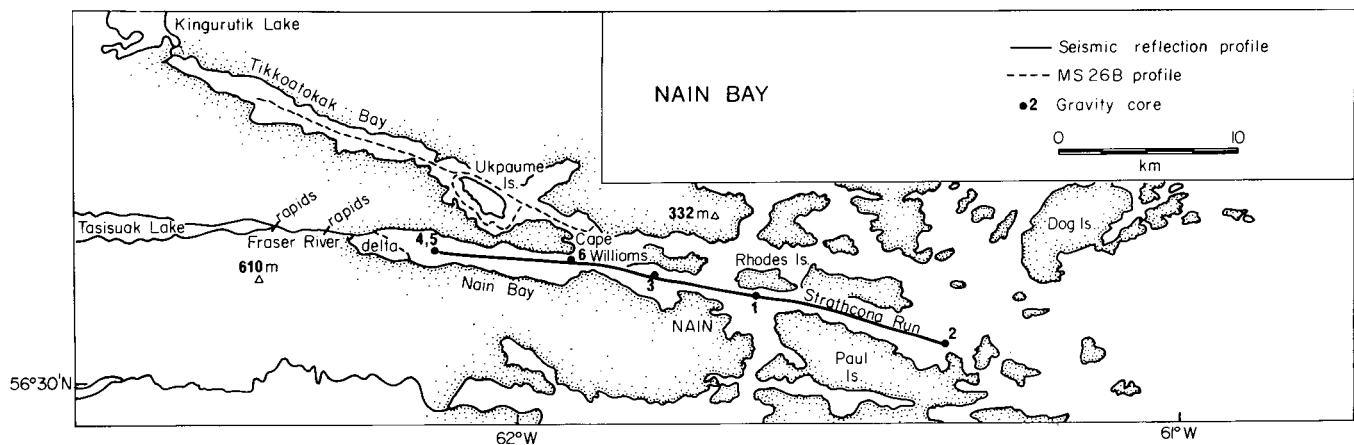 Kingurutik Lake
Tikkoatokak Bay
NAIN BAY
Seismic reflection profile
MS 26B profile
2 Gravity core
0 10
km
Ukpaume
Is.
332 m
Dog Is.
rapids
rapids
Tasisuak Lake
Fraser River
delta
4,5
Cape
Williams
6
610 m
Nain Bay
3
Rhodes Is.
1
Strathcona Run
2
NAIN
Paul
Is.
56°30'N
62°W
61°W